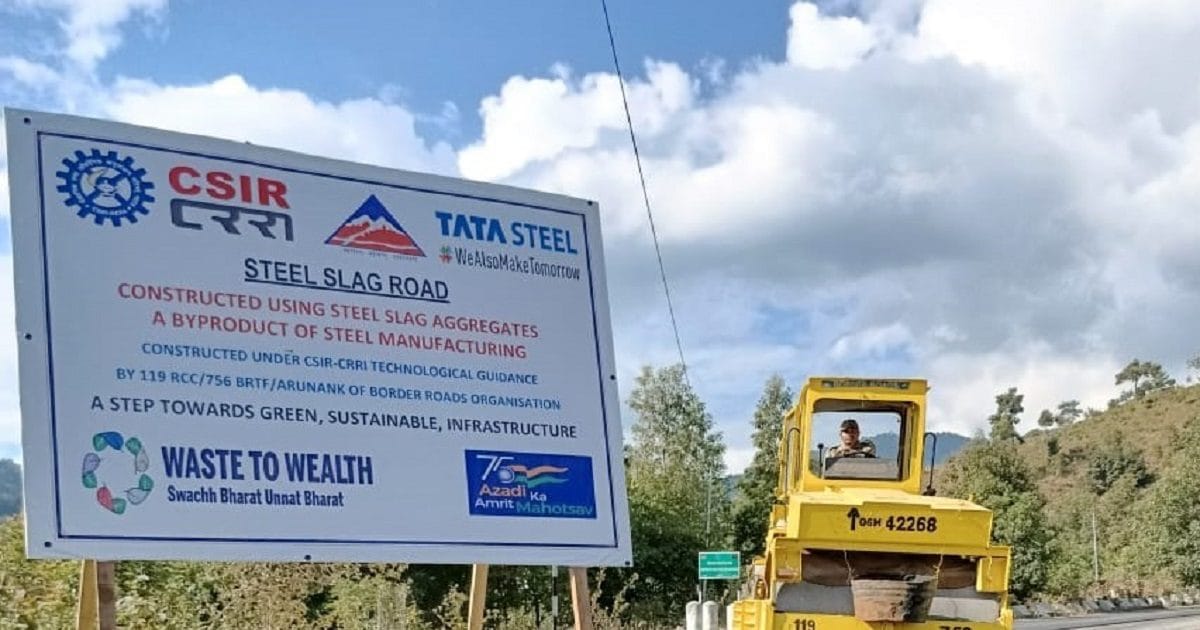 CSIR
CRRI
TATA STEEL
#WeAlsoMakeTomorrow
STEEL SLAG ROAD
CONSTRUCTED USING STEEL SLAG AGGREGATES
A BYPRODUCT OF STEEL MANUFACTURING
CONSTRUCTED UNDER CSIR-CRRI TECHNOLOGICAL GUIDANCE
BY 119 RCC/756 BRTF/ARUNANK OF BORDER ROADS ORGANISATION
A STEP TOWARDS GREEN, SUSTAINABLE, INFRASTRUCTURE
WASTE TO WEALTH
Swachh Bharat Unnat Bharat
75
Azadi Ka
Amrit Mahotsav
↑06H 42268
119